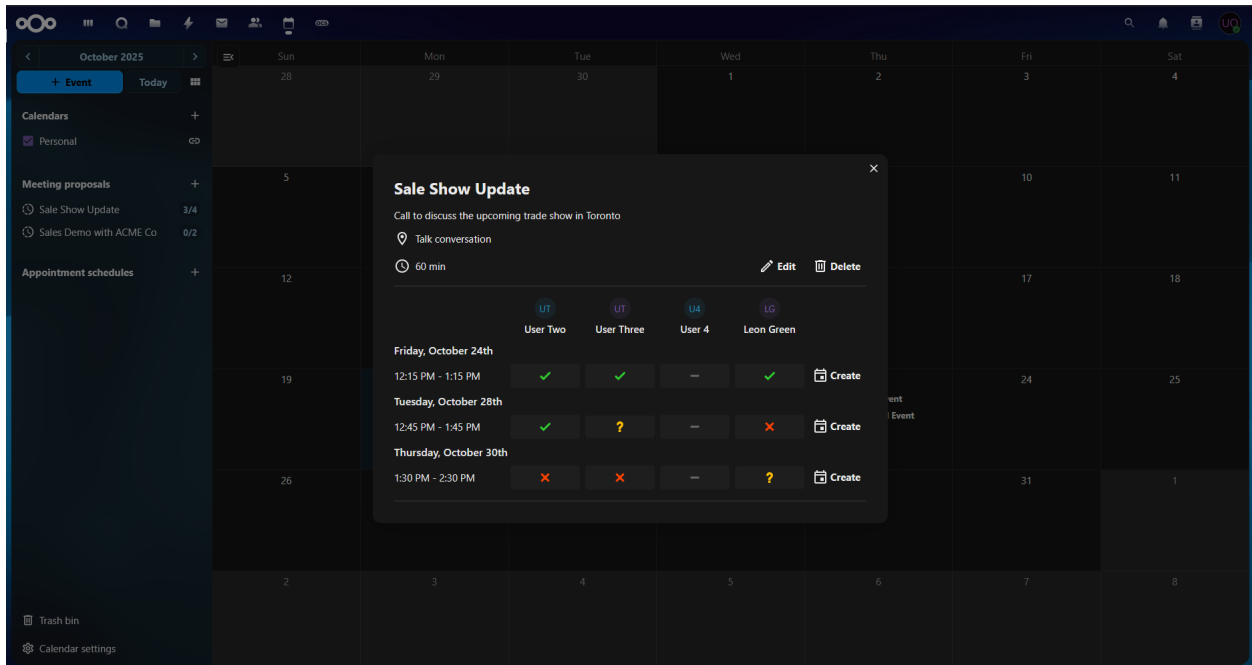 UO
October 2025
+ Event Today
Calendars +
Personal
Meeting proposals +
Sale Show Update 3/4
Sales Demo with ACME Co 0/2
Appointment schedules +
Trash bin
Calendar settings
Sun Mon Tue Wed Thu Fri Sat
28 29 30 1 2 3 4
5 10 11
12 17 18
19 24 25
ent
Event
26 31 1
2 3 4 5 6 7 8
Sale Show Update
Call to discuss the upcoming trade show in Toronto
Talk conversation
60 min Edit Delete
UT UT U4 LG
User Two User Three User 4 Leon Green
Friday, October 24th
12:15 PM - 1:15 PM Create
Tuesday, October 28th
12:45 PM - 1:45 PM ? Create
Thursday, October 30th
1:30 PM - 2:30 PM ? Create